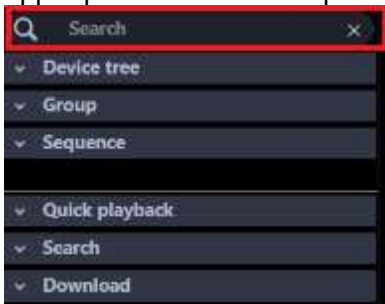 Search
Device tree
Group
Sequence
Quick playback
Search
Download